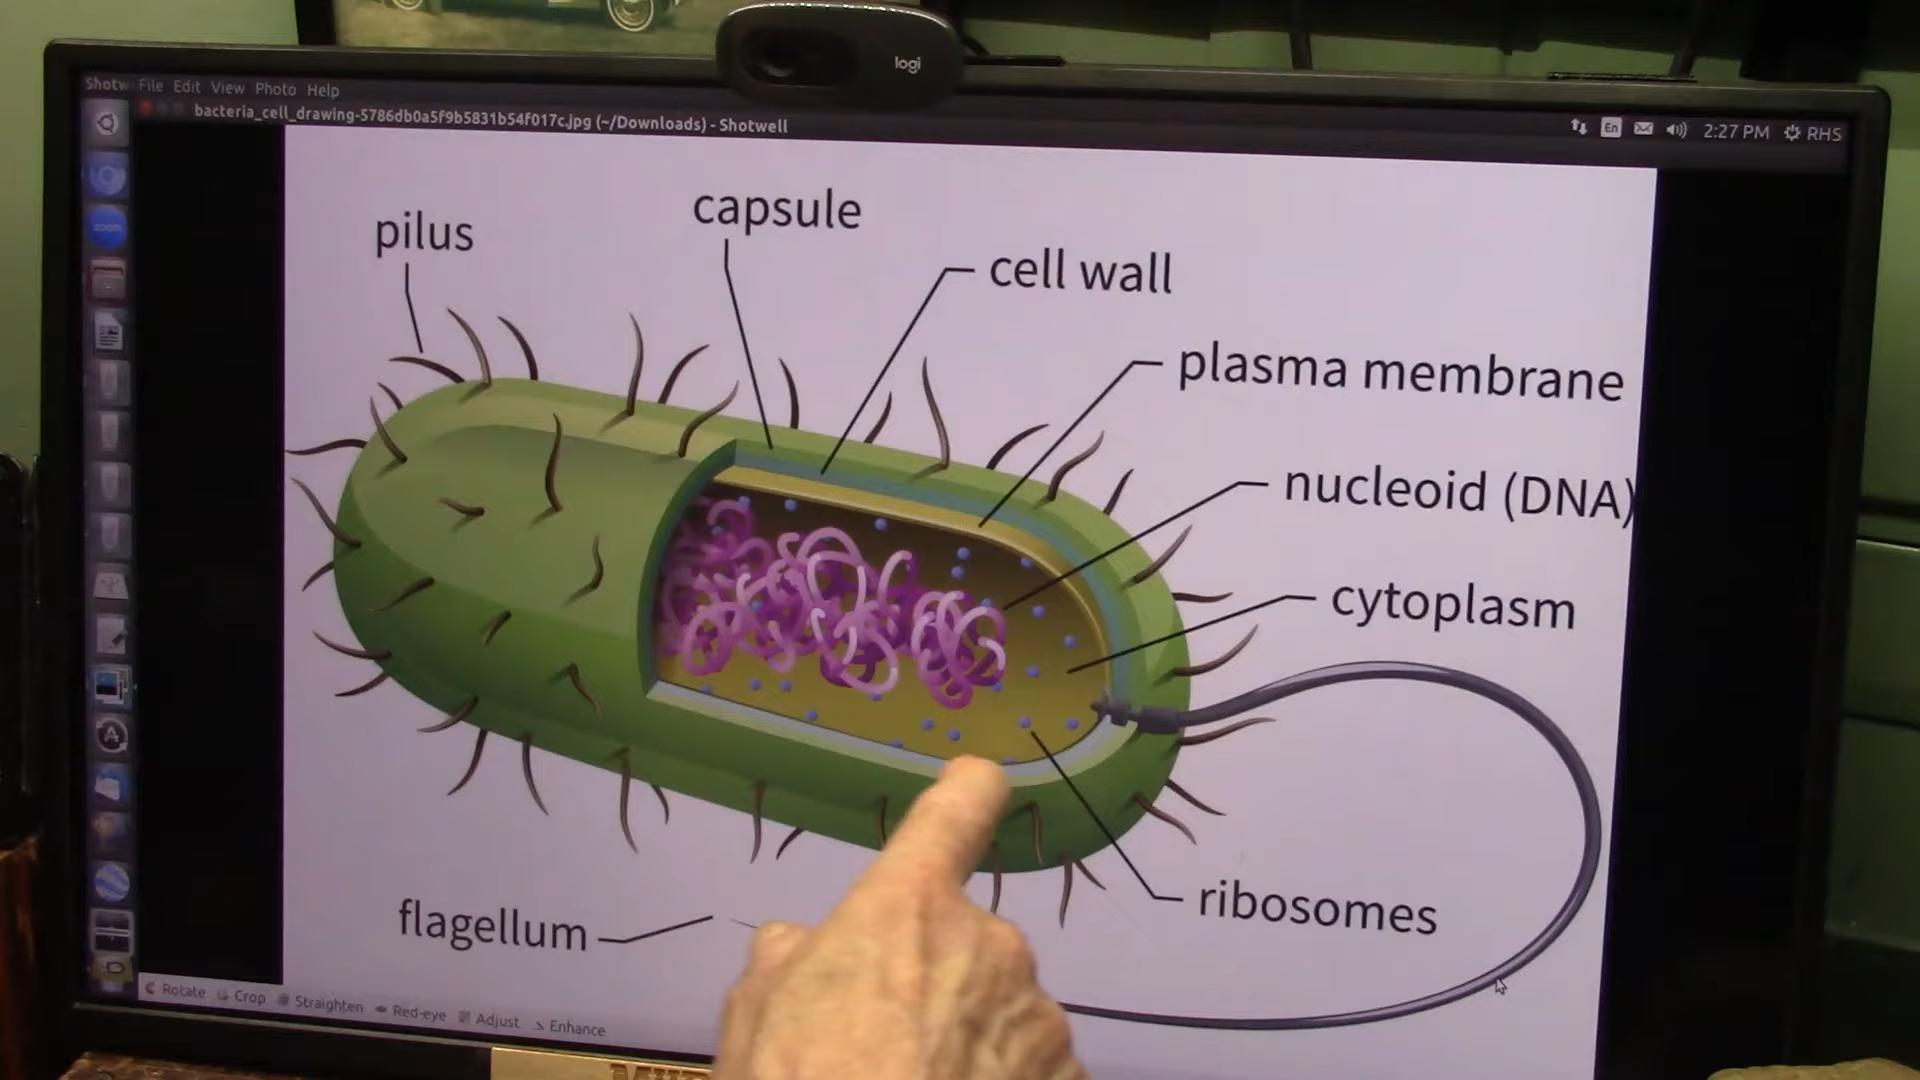 logi
Shotw File Edit View Photo Help
bacteria_cell_drawing-5786db0a5f9b5831b54f017c.jpg (~/Downloads) - Shotwell
En 2:27 PM RHS
zoom
pilus
capsule
cell wall
plasma membrane
nucleoid (DNA)
cytoplasm
ribosomes
flagellum
Rotate Crop Straighten Red-eye Adjust Enhance